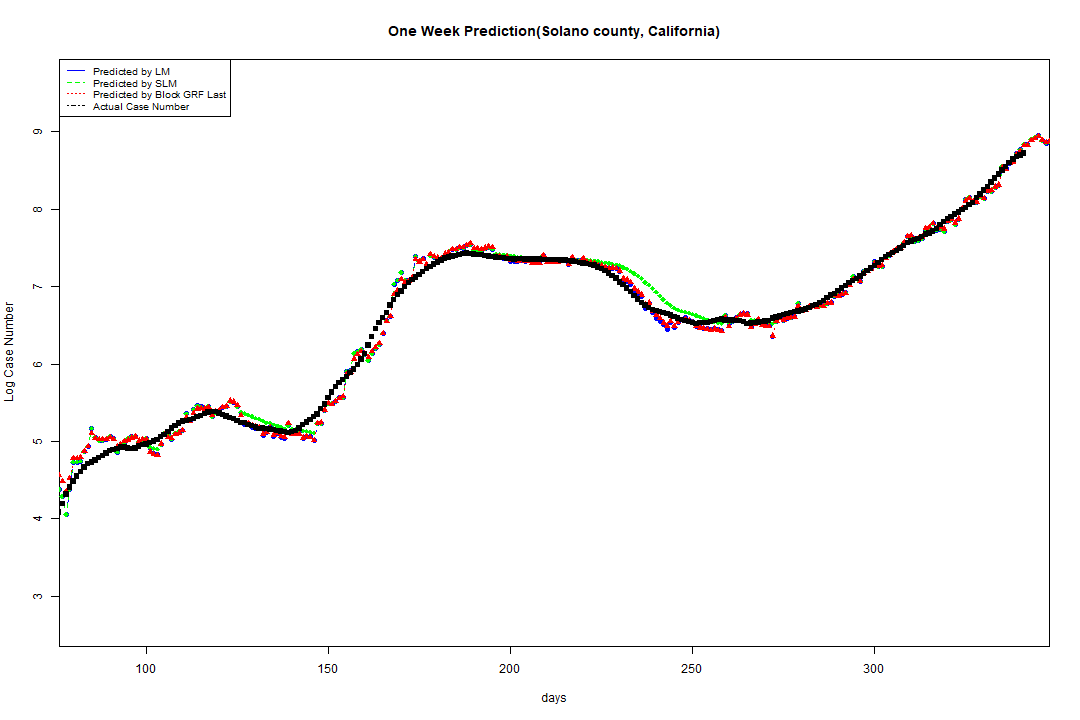 One Week Prediction(Solano county, California)
Predicted by LM
Predicted by SLM
Predicted by Block GRF Last
Actual Case Number
Log Case Number
9
8
7
6
5
4
3
100 150 200 250 300
days